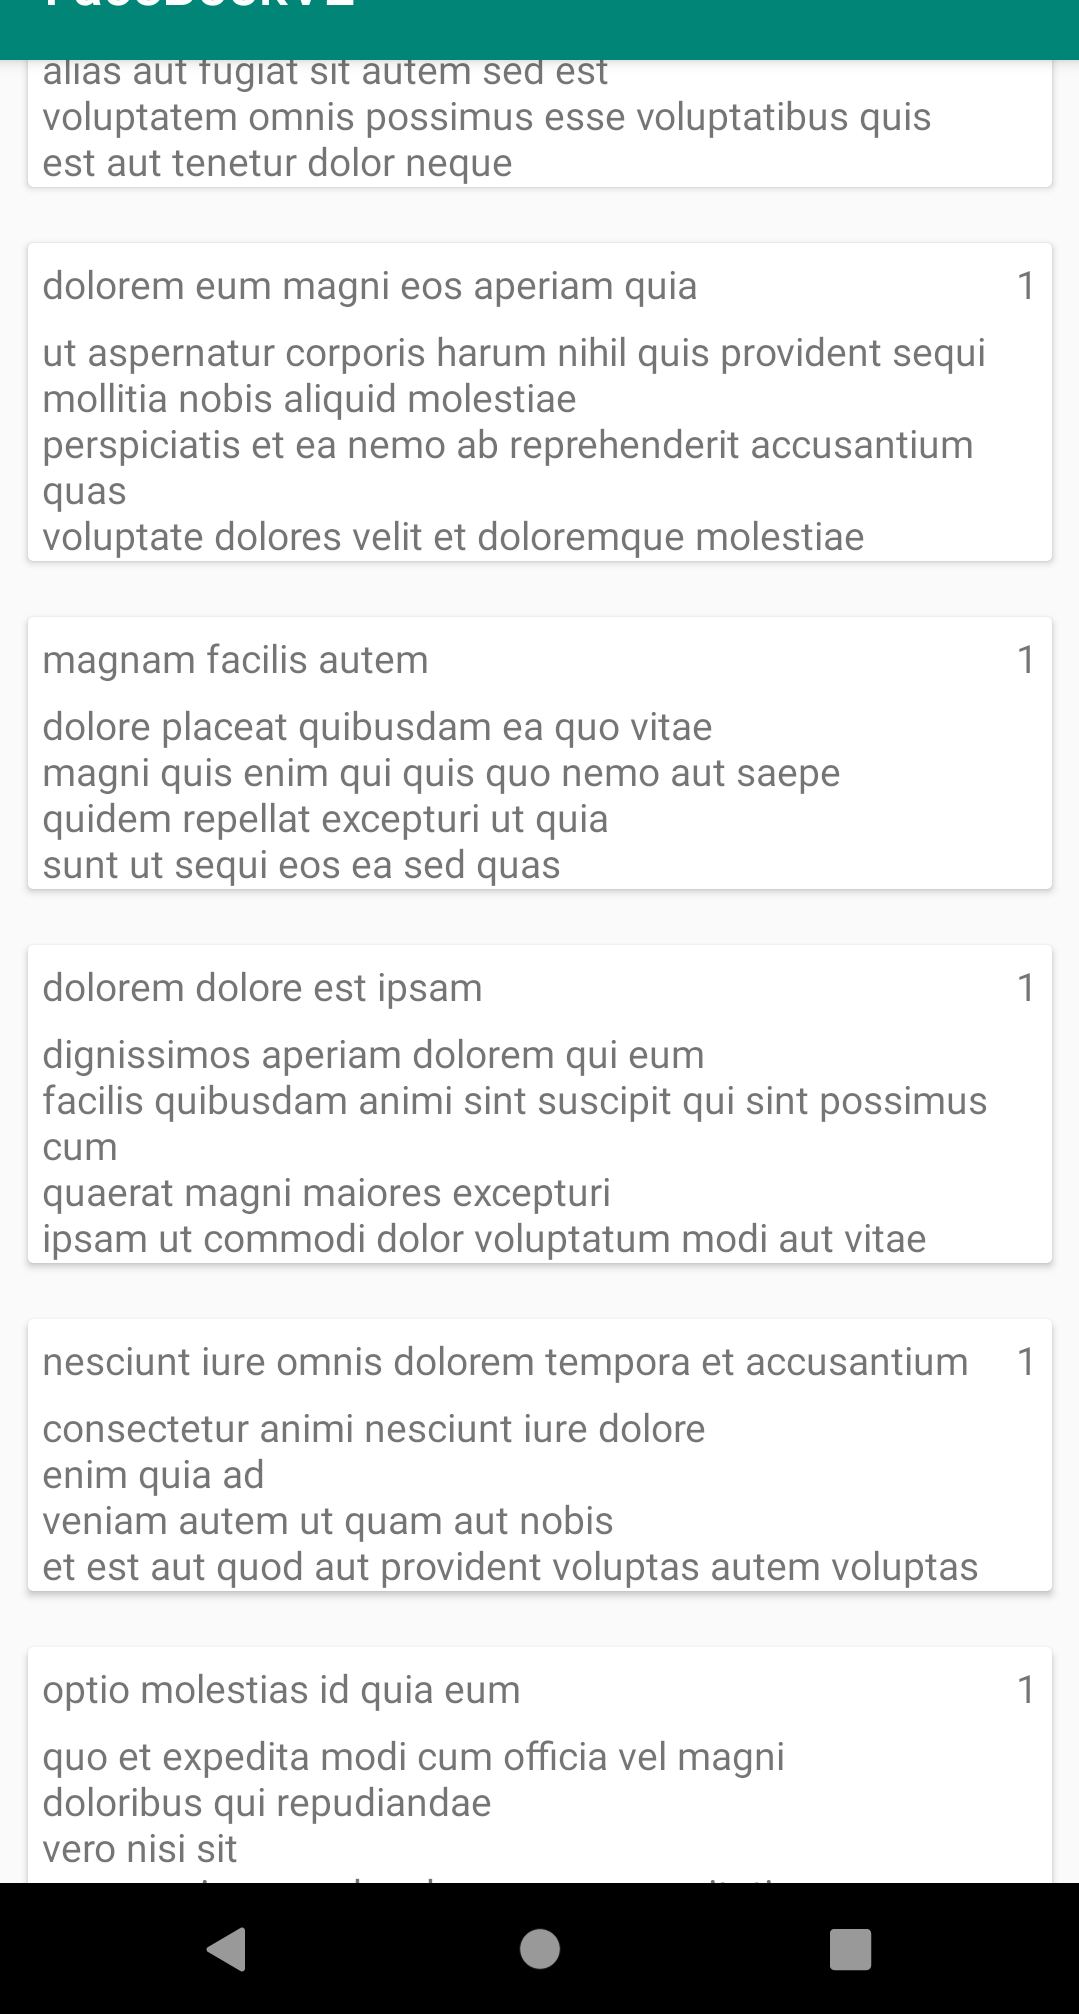 alias aut fugiat sit autem sed est
voluptatem omnis possimus esse voluptatibus quis
est aut tenetur dolor neque
dolorem eum magni eos aperiam quia 1
ut aspernatur corporis harum nihil quis provident sequi
mollitia nobis aliquid molestiae
perspiciatis et ea nemo ab reprehenderit accusantium
quas
voluptate dolores velit et doloremque molestiae
magnam facilis autem 1
dolore placeat quibusdam ea quo vitae
magni quis enim qui quis quo nemo aut saepe
quidem repellat excepturi ut quia
sunt ut sequi eos ea sed quas
dolorem dolore est ipsam 1
dignissimos aperiam dolorem qui eum
facilis quibusdam animi sint suscipit qui sint possimus
cum
quaerat magni maiores excepturi
ipsam ut commodi dolor voluptatum modi aut vitae
nesciunt iure omnis dolorem tempora et accusantium 1
consectetur animi nesciunt iure dolore
enim quia ad
veniam autem ut quam aut nobis
et est aut quod aut provident voluptas autem voluptas
optio molestias id quia eum 1
quo et expedita modi cum officia vel magni
doloribus qui repudiandae
vero nisi sit